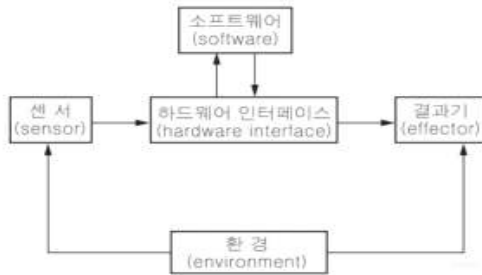 소프트웨어
(software)
센 서
(sensor)
하드웨어 인터페이스
(hardware interface)
결과기
(effector)
환 경
(environment)